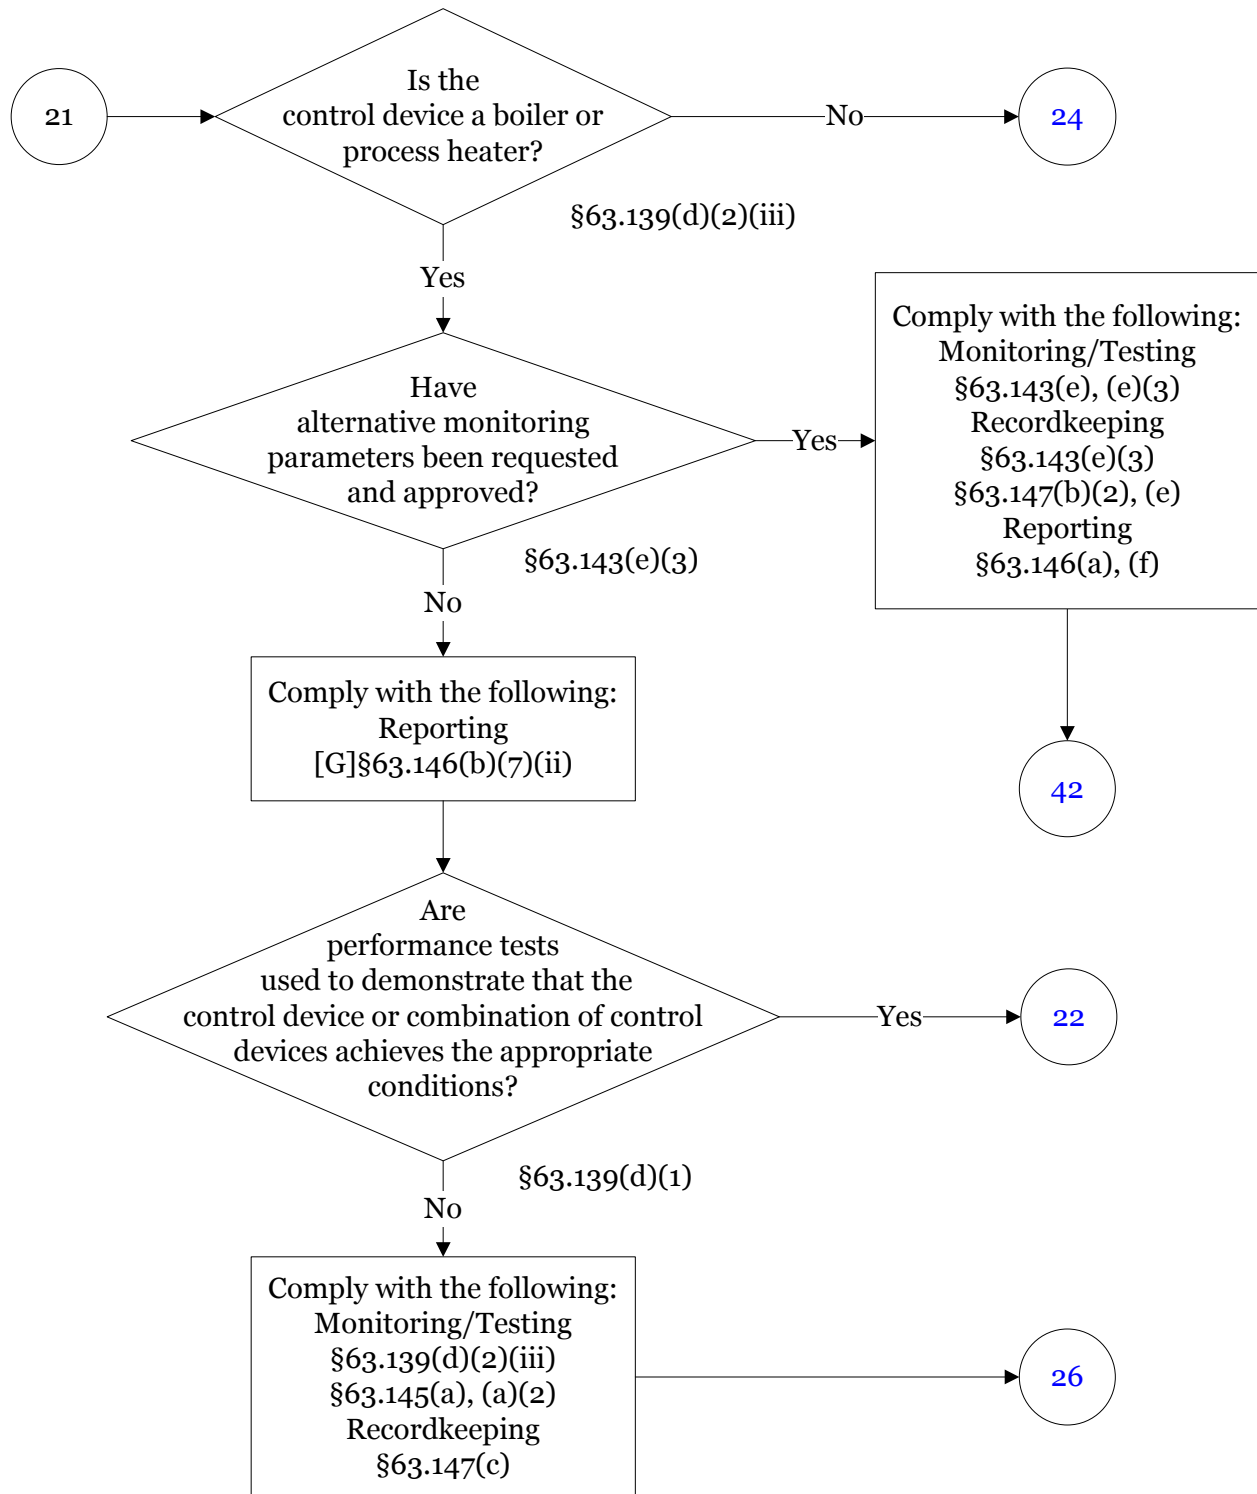 21
Is the
control device a boiler or
process heater?
No
24
§63.139(d)(2)(iii)
Yes
Have
alternative monitoring
parameters been requested
and approved?
Yes
§63.143(e)(3)
Comply with the following:
Monitoring/Testing
§63.143(e), (e)(3)
Recordkeeping
§63.143(e)(3)
§63.147(b)(2), (e)
Reporting
§63.146(a), (f)
42
No
Comply with the following:
Reporting
[G]§63.146(b)(7)(ii)
Are
performance tests
used to demonstrate that the
control device or combination of control
devices achieves the appropriate
conditions?
Yes
22
§63.139(d)(1)
No
Comply with the following:
Monitoring/Testing
§63.139(d)(2)(iii)
§63.145(a), (a)(2)
Recordkeeping
§63.147(c)
26